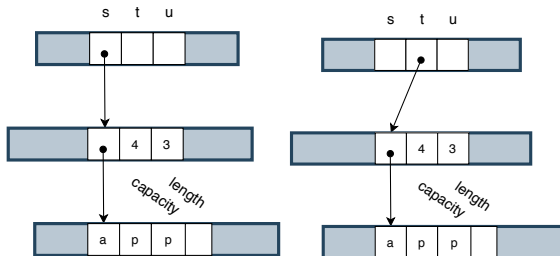 s t u s t u
4 3 4 3
capacity length capacity length
a p p a p p